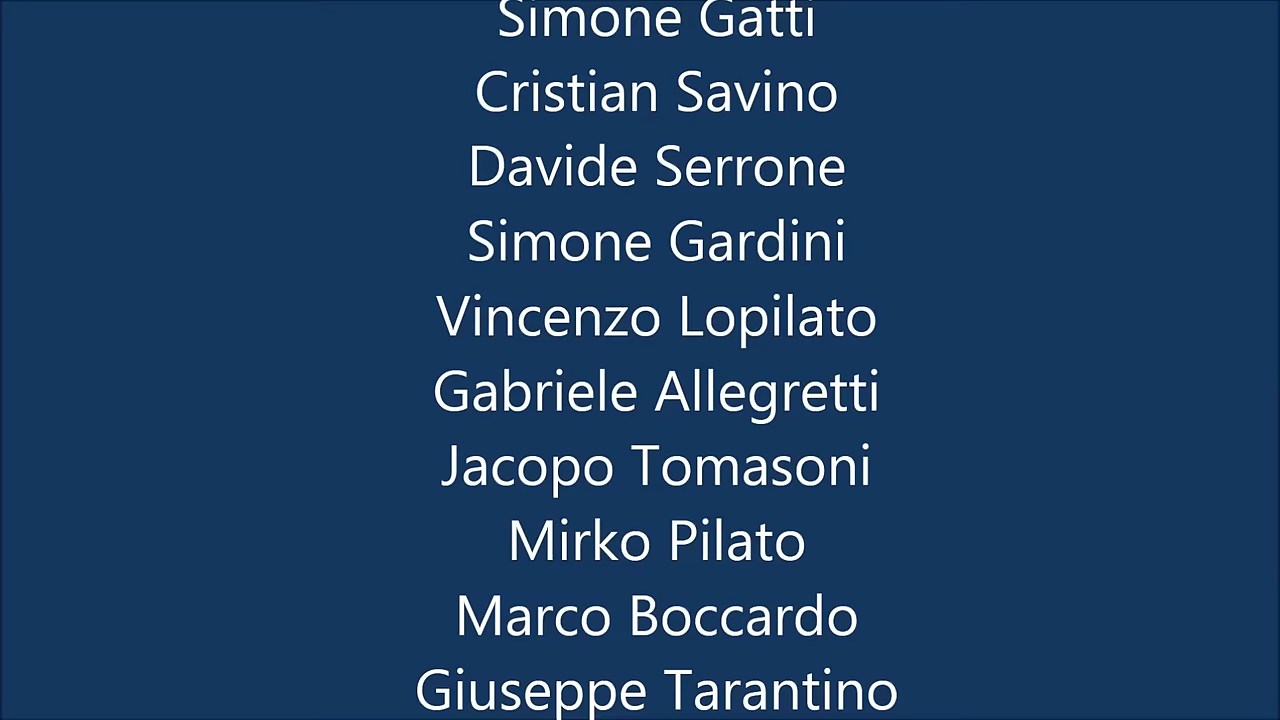 Simone Gatti
Cristian Savino
Davide Serrone
Simone Gardini
Vincenzo Lopilato
Gabriele Allegretti
Jacopo Tomasoni
Mirko Pilato
Marco Boccardo
Giuseppe Tarantino